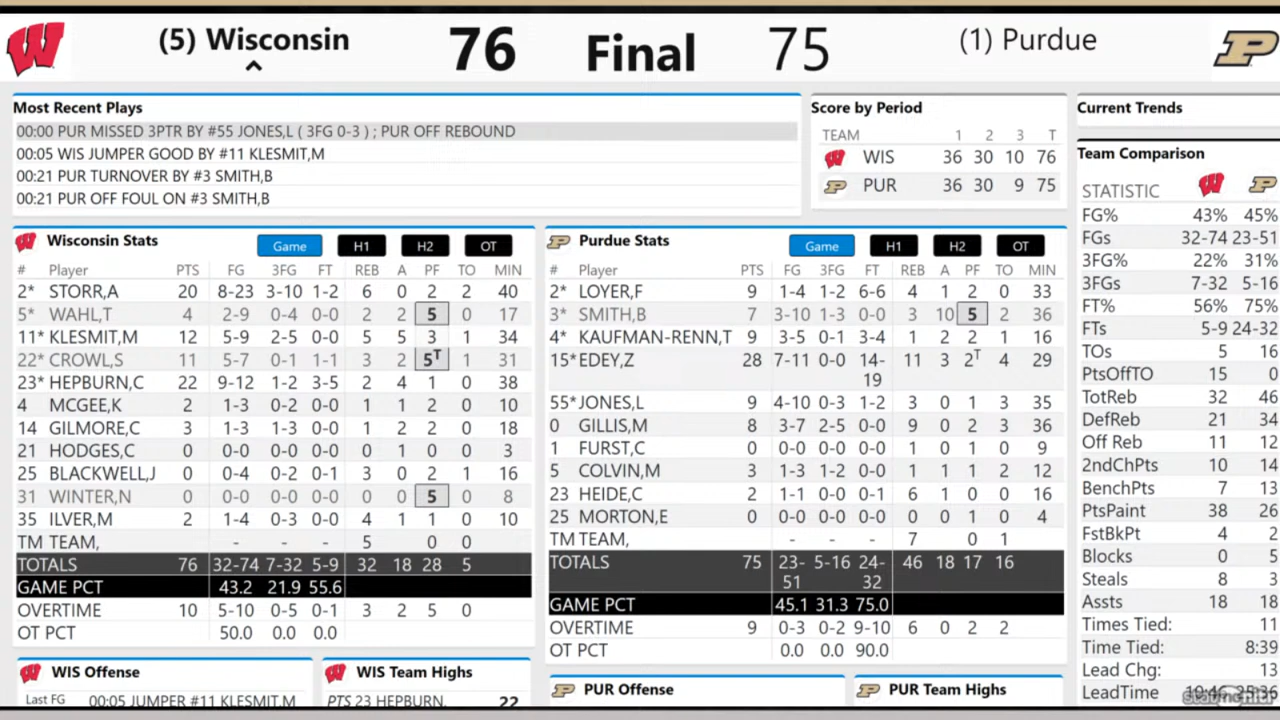 (5) Wisconsin 76 Final 75 (1) Purdue
Most Recent Plays
00:00 PUR MISSED 3PTR BY #55 JONES,L ( 3FG 0-3 ) ; PUR OFF REBOUND
00:05 WIS JUMPER GOOD BY #11 KLESMIT,M
00:21 PUR TURNOVER BY #3 SMITH,B
00:21 PUR OFF FOUL ON #3 SMITH,B
Score by Period
TEAM 1 2 3 T
WIS 36 30 10 76
PUR 36 30 9 75
Wisconsin Stats Game H1 H2 OT
# Player PTS FG 3FG FT REB A PF TO MIN
2* STORR,A 20 8-23 3-10 1-2 6 0 2 2 40
5* WAHL,T 4 2-9 0-4 0-0 2 2 5 0 17
11* KLESMIT,M 12 5-9 2-5 0-0 5 5 3 1 34
22* CROWL,S 11 5-7 0-1 1-1 3 2 5T 1 31
23* HEPBURN,C 22 9-12 1-2 3-5 2 4 1 0 38
4 MCGEE,K 2 1-3 0-2 0-0 1 1 2 0 10
14 GILMORE,C 3 1-3 1-3 0-0 1 2 2 0 18
21 HODGES,C 0 0-0 0-0 0-0 0 1 0 0 3
25 BLACKWELL,J 0 0-4 0-2 0-1 3 0 2 1 16
31 WINTER,N 0 0-0 0-0 0-0 0 0 5 0 8
35 ILVER,M 2 1-4 0-3 0-0 4 1 1 0 10
TM TEAM, - - - 5 0 0
TOTALS 76 32-74 7-32 5-9 32 18 28 5
GAME PCT 43.2 21.9 55.6
OVERTIME 10 5-10 0-5 0-1 3 2 5 0
OT PCT 50.0 0.0 0.0
WIS Offense
Last FG 00:05 JUMPER #11 KLESMIT,M
WIS Team Highs
PTS 23 HEPBURN, 22
Purdue Stats Game H1 H2 OT
# Player PTS FG 3FG FT REB A PF TO MIN
2* LOYER,F 9 1-4 1-2 6-6 4 1 2 0 33
3* SMITH,B 7 3-10 1-3 0-0 3 10 5 2 36
4* KAUFMAN-RENN,T 9 3-5 0-1 3-4 1 2 2 1 16
15* EDEY,Z 28 7-11 0-0 14- 11 3 2T 4 29
19
55* JONES,L 9 4-10 0-3 1-2 3 0 1 3 35
0 GILLIS,M 8 3-7 2-5 0-0 9 0 2 3 36
1 FURST,C 0 0-0 0-0 0-0 1 0 1 0 9
5 COLVIN,M 3 1-3 1-2 0-0 1 1 1 2 12
23 HEIDE,C 2 1-1 0-0 0-1 6 1 0 0 16
25 MORTON,E 0 0-0 0-0 0-0 0 0 1 0 4
TM TEAM, - - - 7 0 1
TOTALS 75 23- 5-16 24- 46 18 17 16
51 32
GAME PCT 45.1 31.3 75.0
OVERTIME 9 0-3 0-2 9-10 6 0 2 2
OT PCT 0.0 0.0 90.0
PUR Offense
PUR Team Highs
Current Trends
Team Comparison
STATISTIC
FG% 43% 45%
FGs 32-74 23-51
3FG% 22% 31%
3FGs 7-32 5-16
FT% 56% 75%
FTs 5-9 24-32
TOs 5 16
PtsOffTO 15 0
TotReb 32 46
DefReb 21 34
Off Reb 11 12
2ndChPts 10 14
BenchPts 7 13
PtsPaint 38 26
FstBkPt 4 2
Blocks 0 5
Steals 8 3
Assts 18 18
Times Tied: 11
Time Tied: 8:39
Lead Chg: 13
LeadTime 10:46 25:36